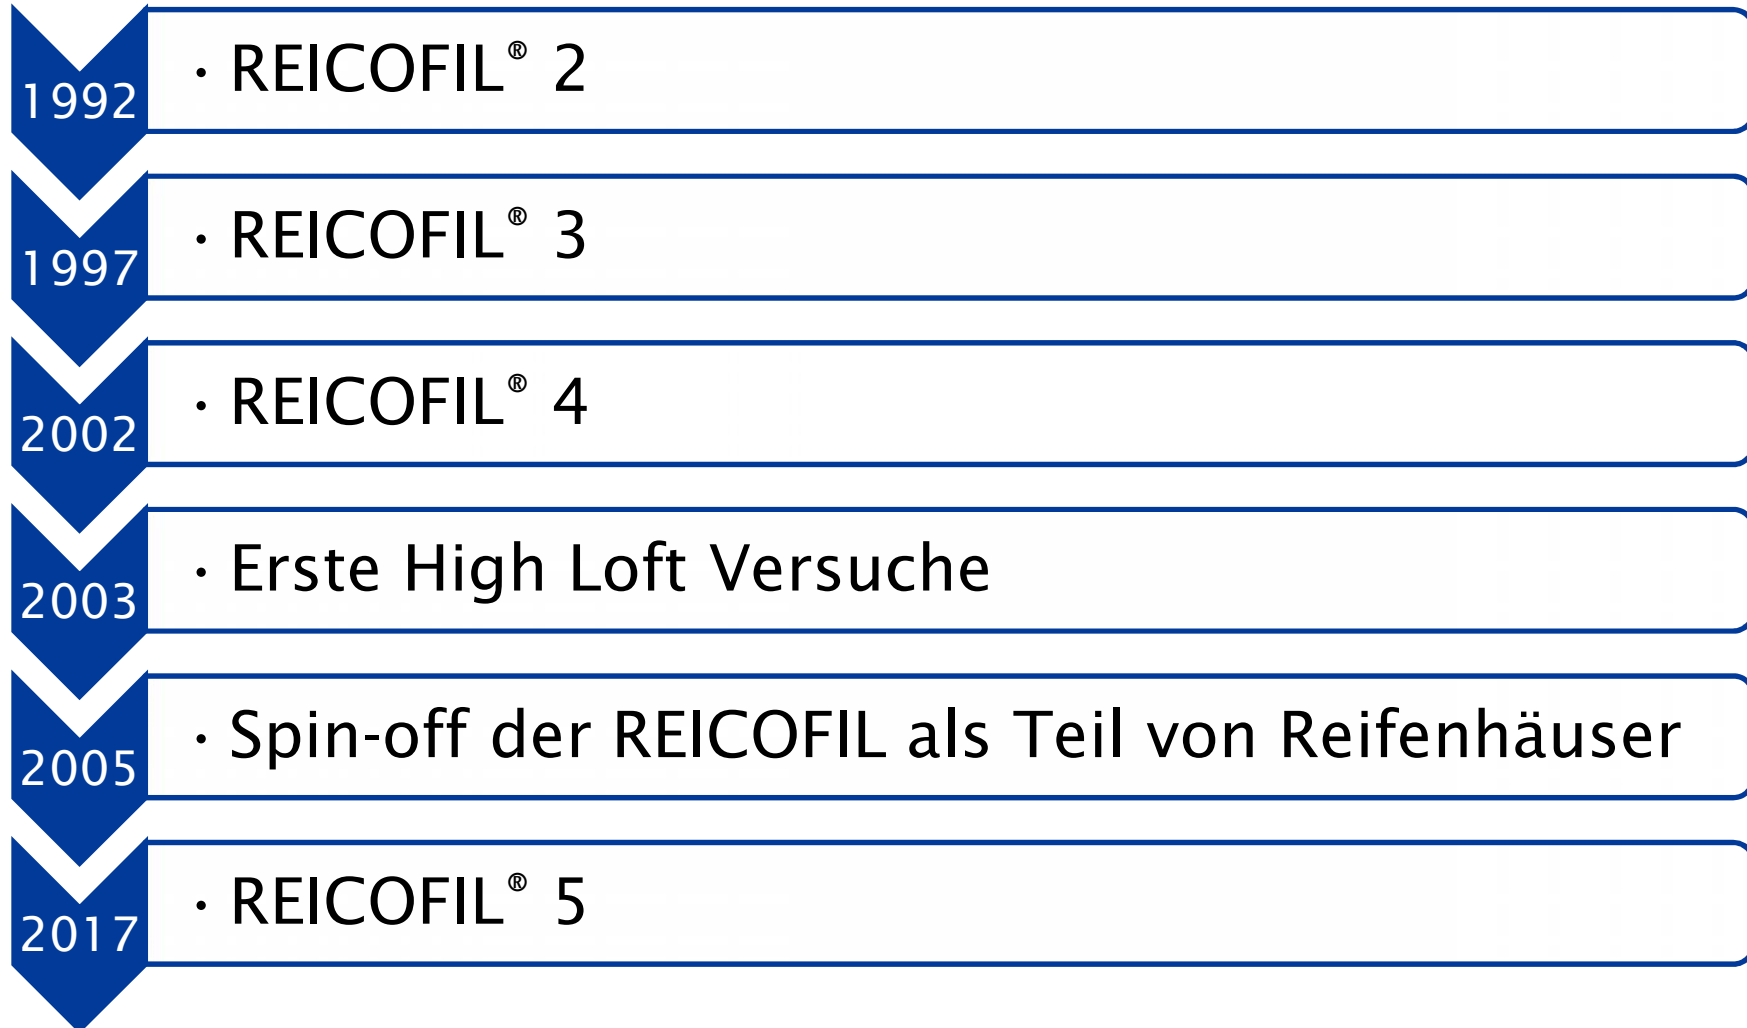 1992
· REICOFIL® 2
1997
· REICOFIL® 3
2002
· REICOFIL® 4
2003
· Erste High Loft Versuche
2005
· Spin-off der REICOFIL als Teil von Reifenhäuser
2017
· REICOFIL® 5